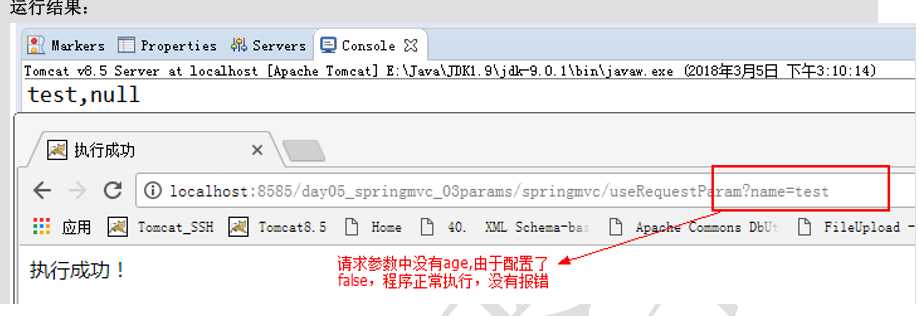 运行结果：
Markers Properties Servers Console
Tomcat v8.5 Server at localhost [Apache Tomcat] E:\Java\JDK1.9\jdk-9.0.1\bin\javaw.exe (2018年3月5日 下午3:10:14)
test,null
执行成功
localhost:8585/day05_springmvc_03params/springmvc/useRequestParam?name=test
应用 Tomcat_SSH Tomcat8.5 Home 40. XML Schema-bas Apache Commons DbUt FileUpload -
执行成功！
请求参数中没有age,由于配置了
false，程序正常执行，没有报错